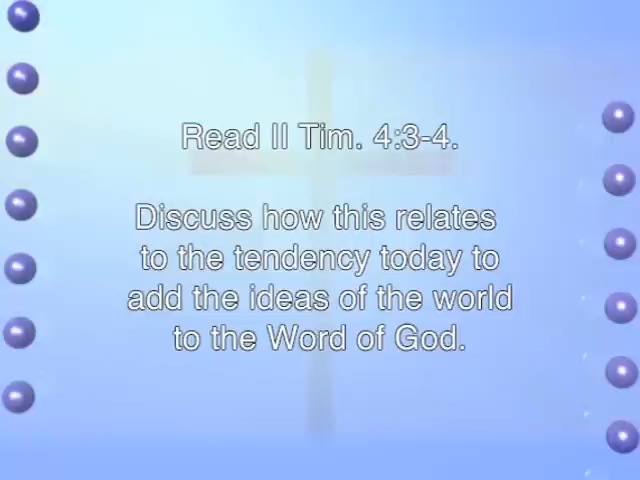 Read II Tim. 4:3-4.
Discuss how this relates
to the tendency today to
add the ideas of the world
to the Word of God.